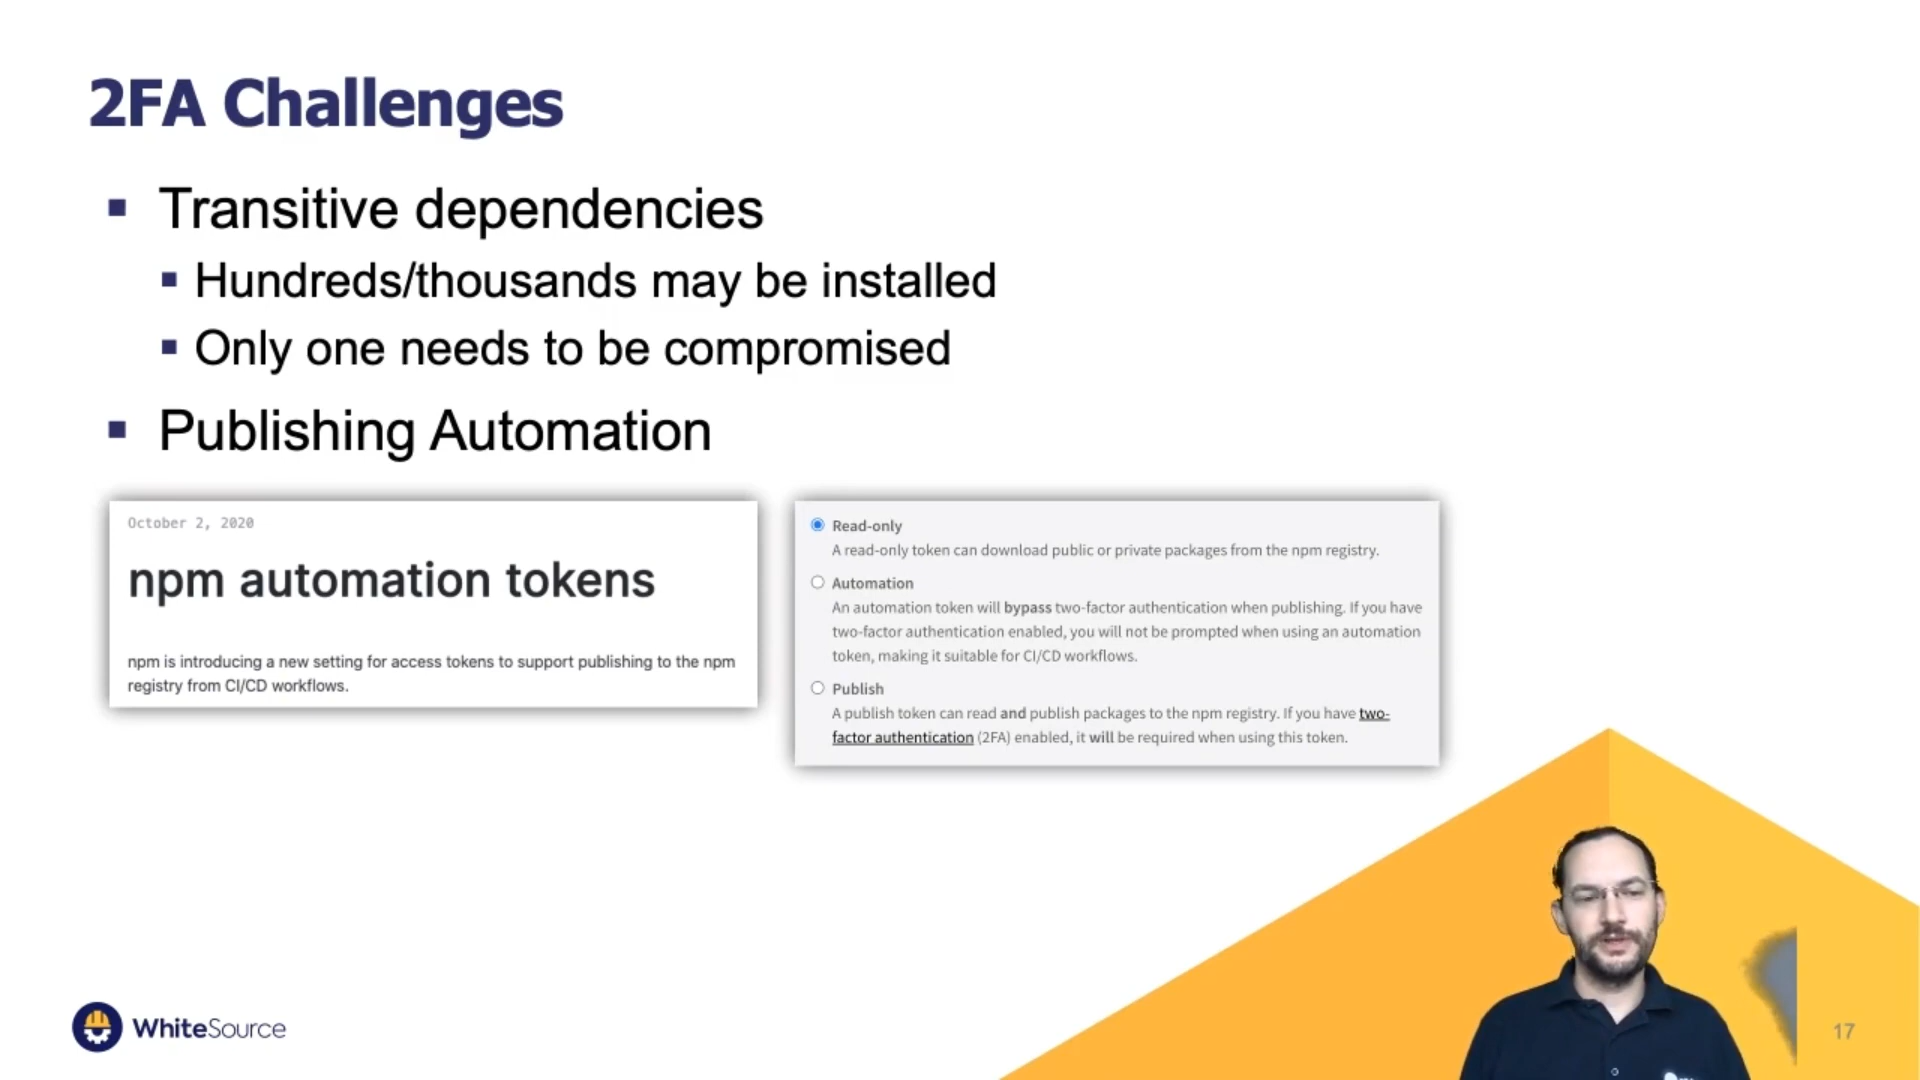 2FA Challenges
Transitive dependencies
Hundreds/thousands may be installed
Only one needs to be compromised
Publishing Automation
October 2, 2020
npm automation tokens
npm is introducing a new setting for access tokens to support publishing to the npm
registry from CI/CD workflows.
Read-only
A read-only token can download public or private packages from the npm registry.
Automation
An automation token will bypass two-factor authentication when publishing. If you have
two-factor authentication enabled, you will not be prompted when using an automation
token, making it suitable for CI/CD workflows.
Publish
A publish token can read and publish packages to the npm registry. If you have two-
factor authentication (2FA) enabled, it will be required when using this token.
WhiteSource
17